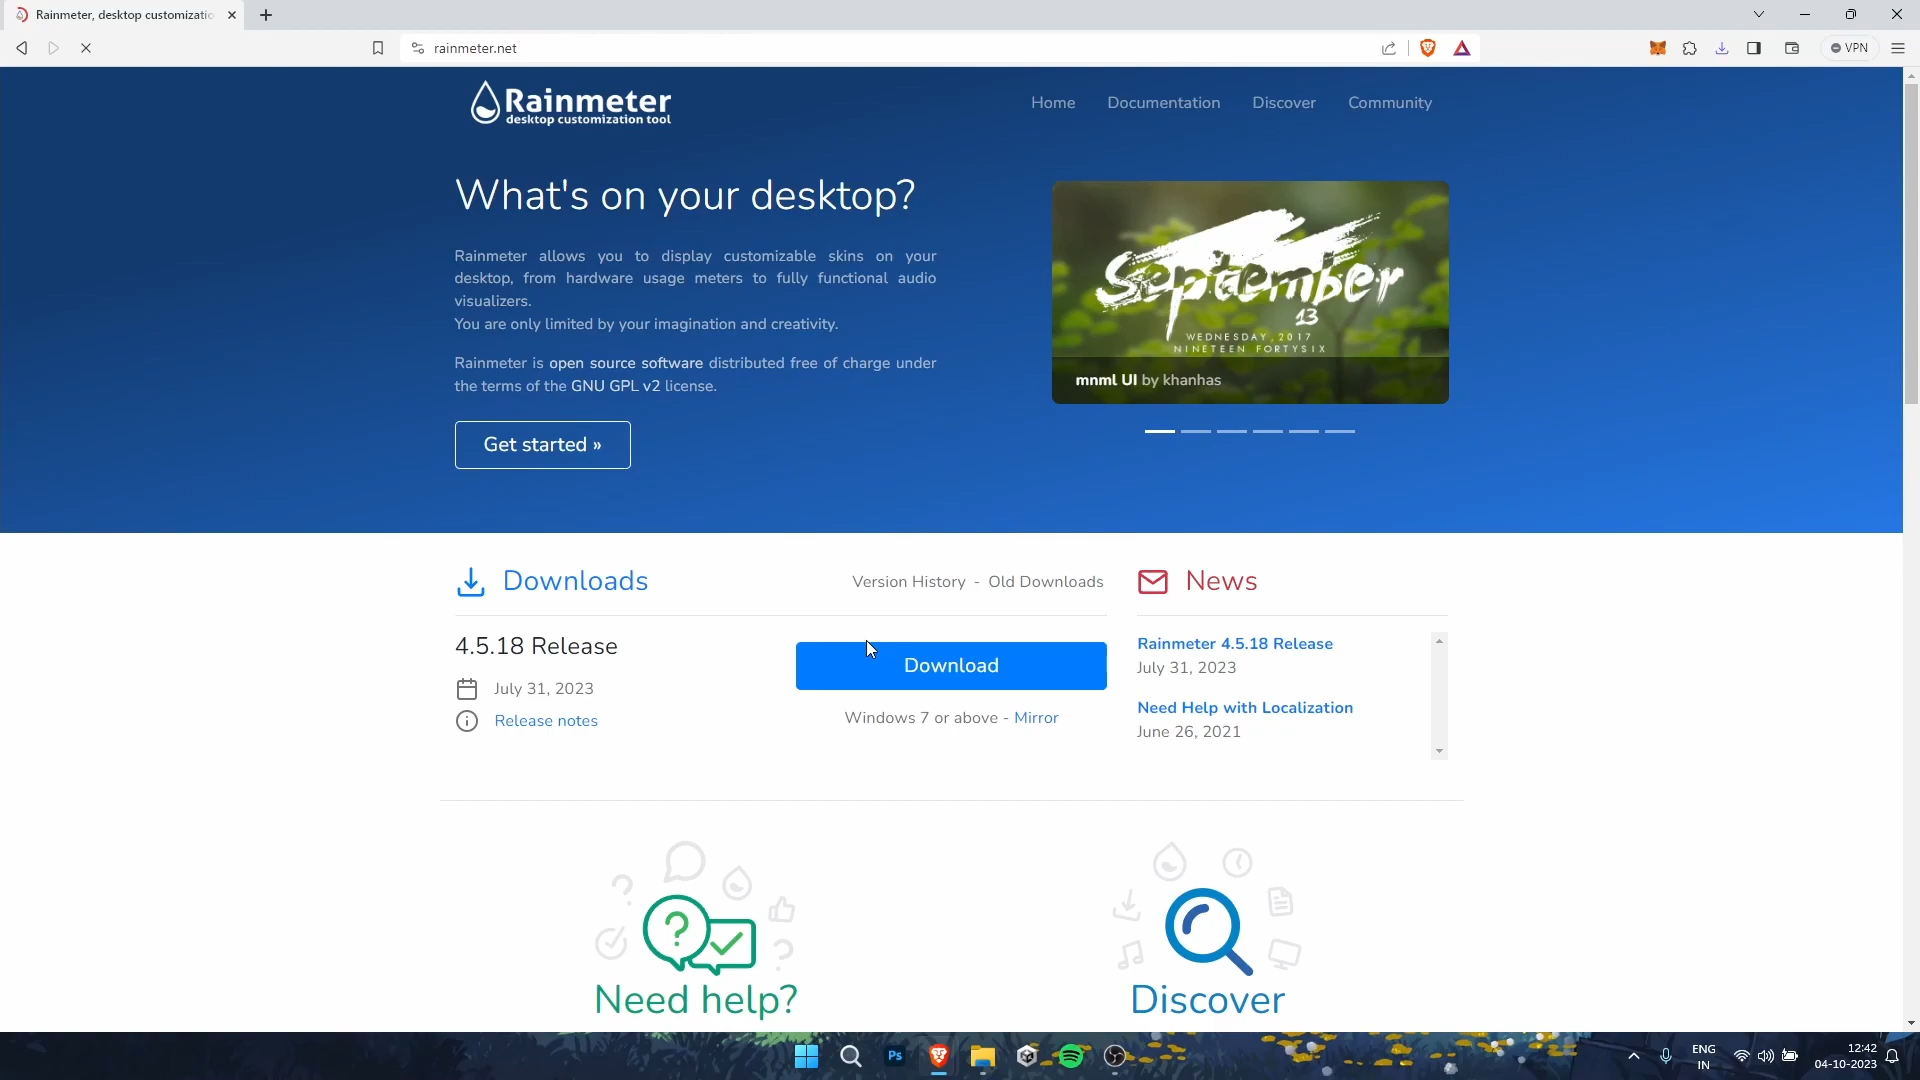 Rainmeter, desktop customizatio
rainmeter.net
VPN
Rainmeter
desktop customization tool
Home
Documentation
Discover
Community
What's on your desktop?
Rainmeter allows you to display customizable skins on your
desktop, from hardware usage meters to fully functional audio
visualizers.
You are only limited by your imagination and creativity.
Rainmeter is open source software distributed free of charge under
the terms of the GNU GPL v2 license.
Get started »
September
13
WEDNESDAY, 2017
NINETEEN FORTYSIX
mnml UI by khanhas
Downloads
Version History - Old Downloads
4.5.18 Release
July 31, 2023
Release notes
Download
Windows 7 or above - Mirror
News
Rainmeter 4.5.18 Release
July 31, 2023
Need Help with Localization
June 26, 2021
Need help?
Discover
Ps
ENG
IN
12:42
04-10-2023